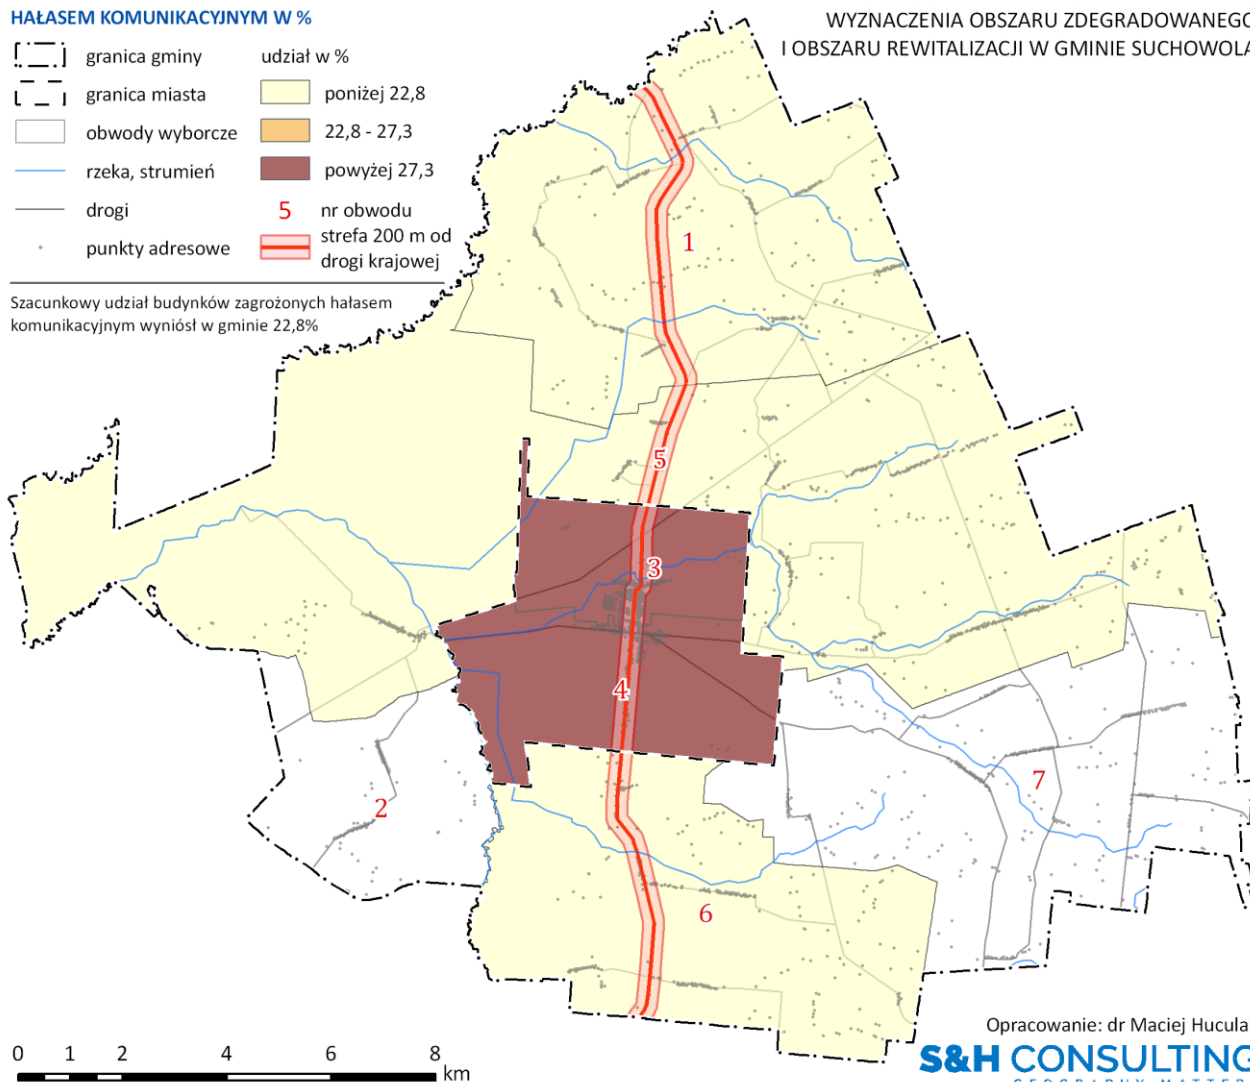 HAŁASEM KOMUNIKACYJNYM W %
granica gminy
granica miasta
obwody wyborcze
rzeka, strumień
drogi
punkty adresowe
udział w %
poniżej 22,8
22,8 - 27,3
powyżej 27,3
5 nr obwodu
strefa 200 m od
drogi krajowej
Szacunkowy udział budynków zagrożonych hałasem
komunikacyjnym wyniósł w gminie 22,8%
WYZNACZENIA OBSZARU ZDEGRADOWANEGO
I OBSZARU REWITALIZACJI W GMINIE SUCHOWOLA
1
5
3
4
2
7
6
0 1 2 4 6 8 km
Opracowanie: dr Maciej Hucula
S&H CONSULTING
GEOGRAPHY MATTER